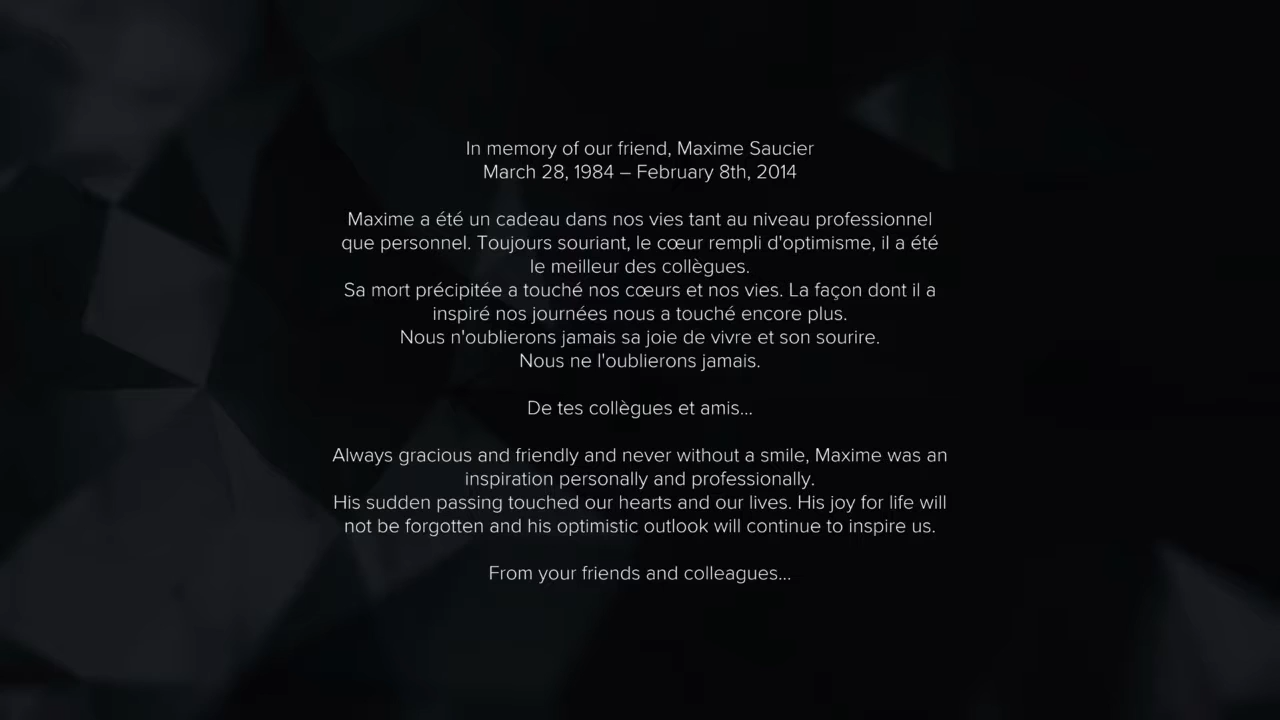 In memory of our friend, Maxime Saucier
March 28, 1984 – February 8th, 2014
Maxime a été un cadeau dans nos vies tant au niveau professionnel
que personnel. Toujours souriant, le cœur rempli d'optimisme, il a été
le meilleur des collègues.
Sa mort précipitée a touché nos cœurs et nos vies. La façon dont il a
inspiré nos journées nous a touché encore plus.
Nous n'oublierons jamais sa joie de vivre et son sourire.
Nous ne l'oublierons jamais.
De tes collègues et amis...
Always gracious and friendly and never without a smile, Maxime was an
inspiration personally and professionally.
His sudden passing touched our hearts and our lives. His joy for life will
not be forgotten and his optimistic outlook will continue to inspire us.
From your friends and colleagues...